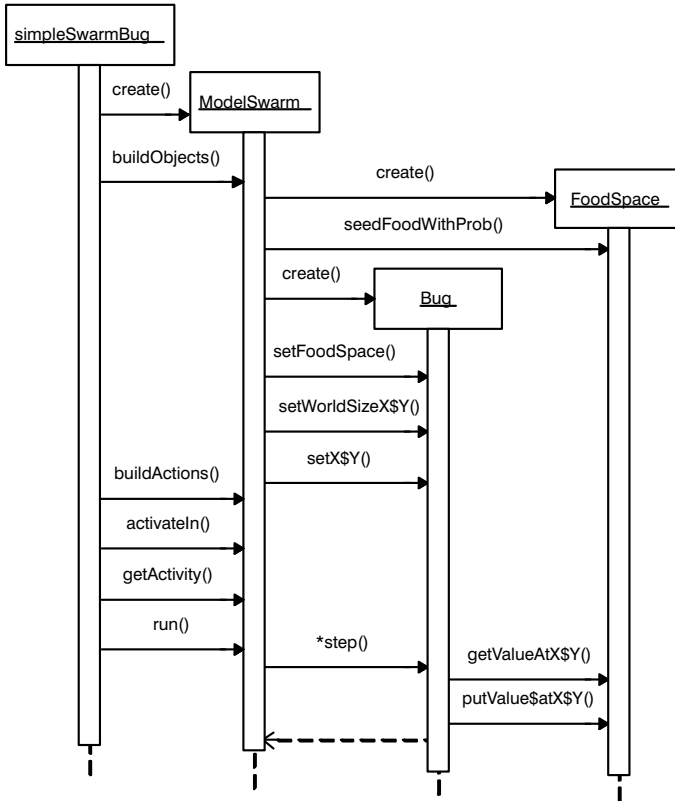 simpleSwarmBug
create()
ModelSwarm
buildObjects()
create()
FoodSpace
seedFoodWithProb()
create()
Bug
setFoodSpace()
setWorldSizeX$Y()
setX$Y()
buildActions()
activateIn()
getActivity()
run()
*step()
getValueAtX$Y()
putValue$atX$Y()